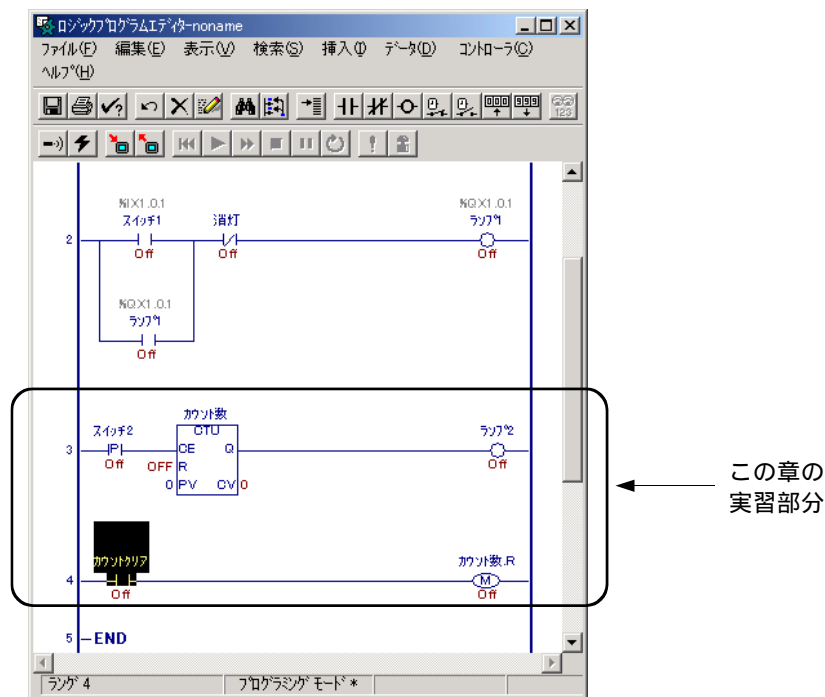 ロジックプログラムエディター-noname
ファイル(F) 編集(E) 表示(V) 検索(S) 挿入(I) データ(D) コントローラ(C)
ヘルプ(H)
%IX1.0.1
スイッチ1
消灯
%QX1.0.1
ランプ1
2
Off
Off
Off
%QX1.0.1
ランプ1
Off
カウント数
スイッチ2
CTU
ランプ2
3
P
CE Q
Off
OFF R
Off
0 PV CV 0
この章の
実習部分
カウントクリア
カウント数.R
4
M
Off
Off
5 END
ラング 4
プログラミング モード *